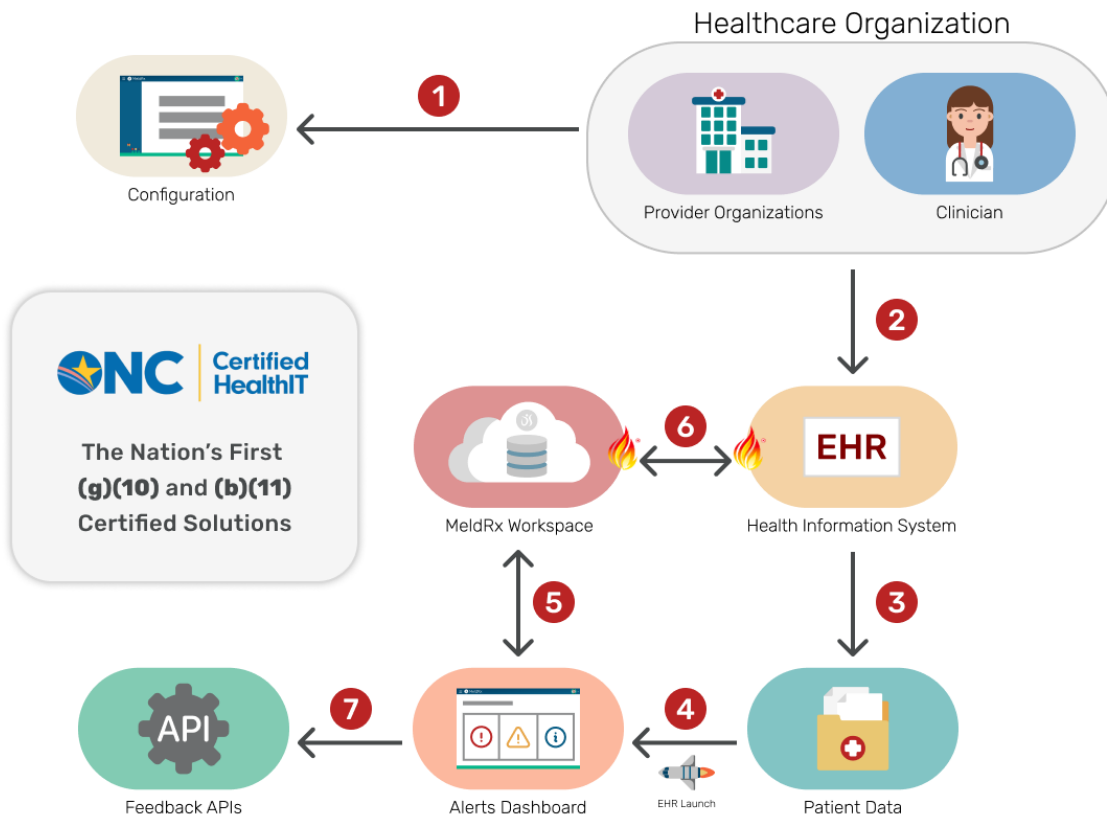 Healthcare Organization
1
Configuration
Provider Organizations
Clinician
2
ONC
Certified
HealthIT
The Nation's First
(g)(10) and (b)(11)
Certified Solutions
6
EHR
MeldRx Workspace
Health Information System
5
3
7
4
API
EHR Launch
Feedback APIs
Alerts Dashboard
Patient Data